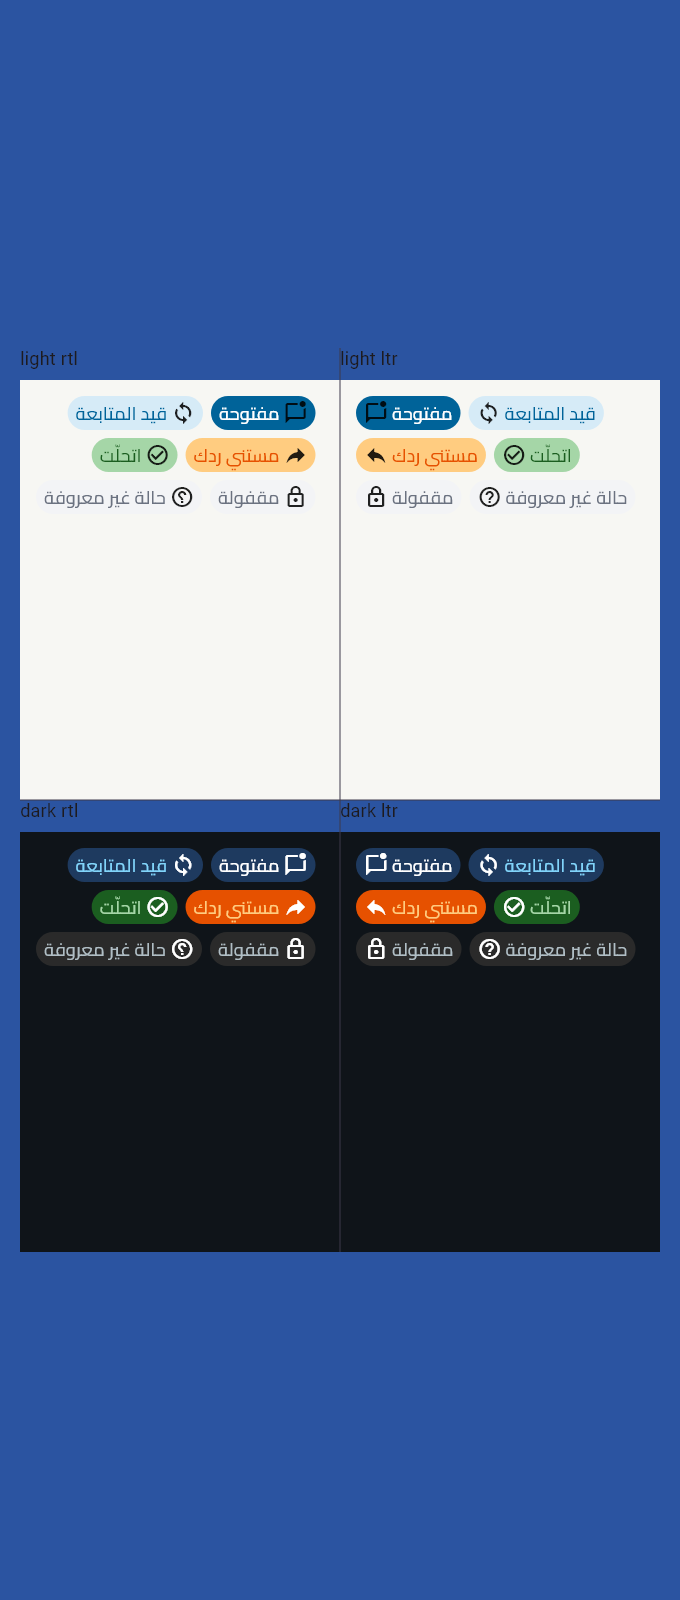 light rtl
light ltr
مفتوحة
قيد المتابعة
مستني ردك
اتحلّت
مقفولة
حالة غير معروفة
مفتوحة
قيد المتابعة
مستني ردك
اتحلّت
مقفولة
حالة غير معروفة
dark rtl
dark ltr
مفتوحة
قيد المتابعة
مستني ردك
اتحلّت
مقفولة
حالة غير معروفة
مفتوحة
قيد المتابعة
مستني ردك
اتحلّت
مقفولة
حالة غير معروفة